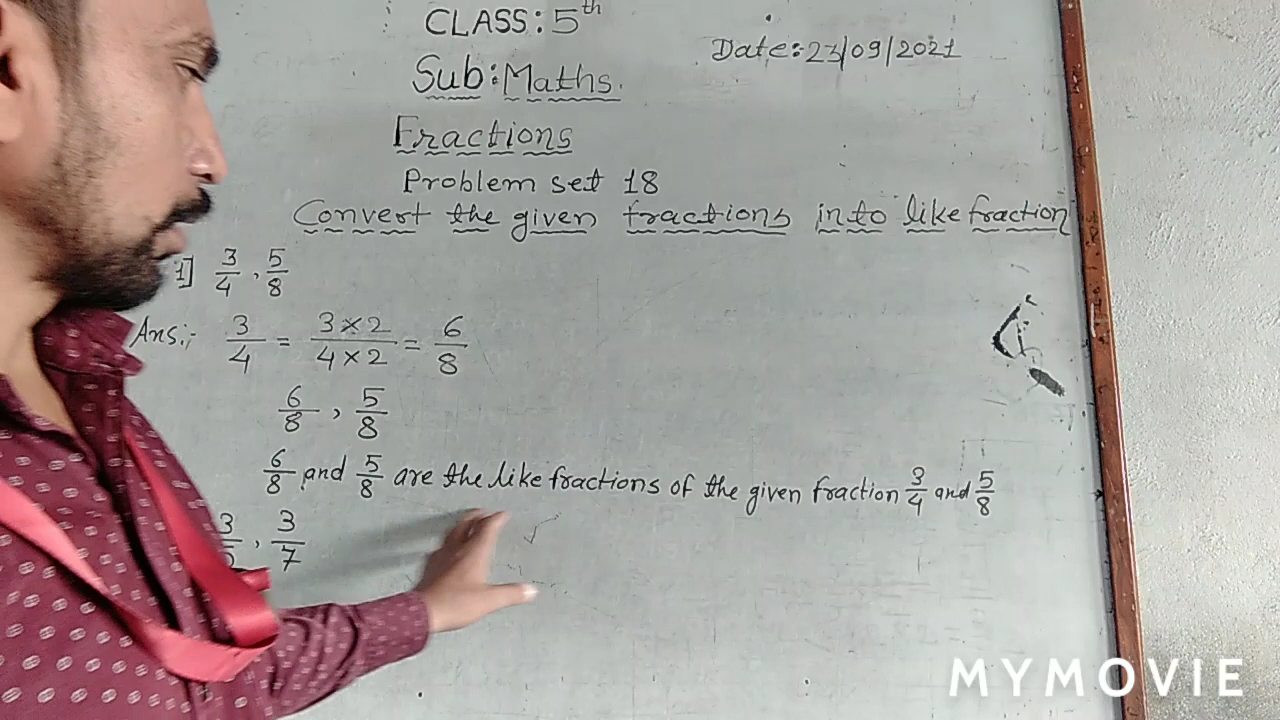 CLASS: 5th
Date: 23/09/2021
Sub: Maths.
Fractions
Problem set 18
Convert the given fractions into like fraction
1] 3/4, 5/8
Ans:- 3/4 = 3×2/4×2 = 6/8
6/8, 5/8
6/8 and 5/8 are the like fractions of the given fraction 3/4 and 5/8
3/7
MYMOVIE